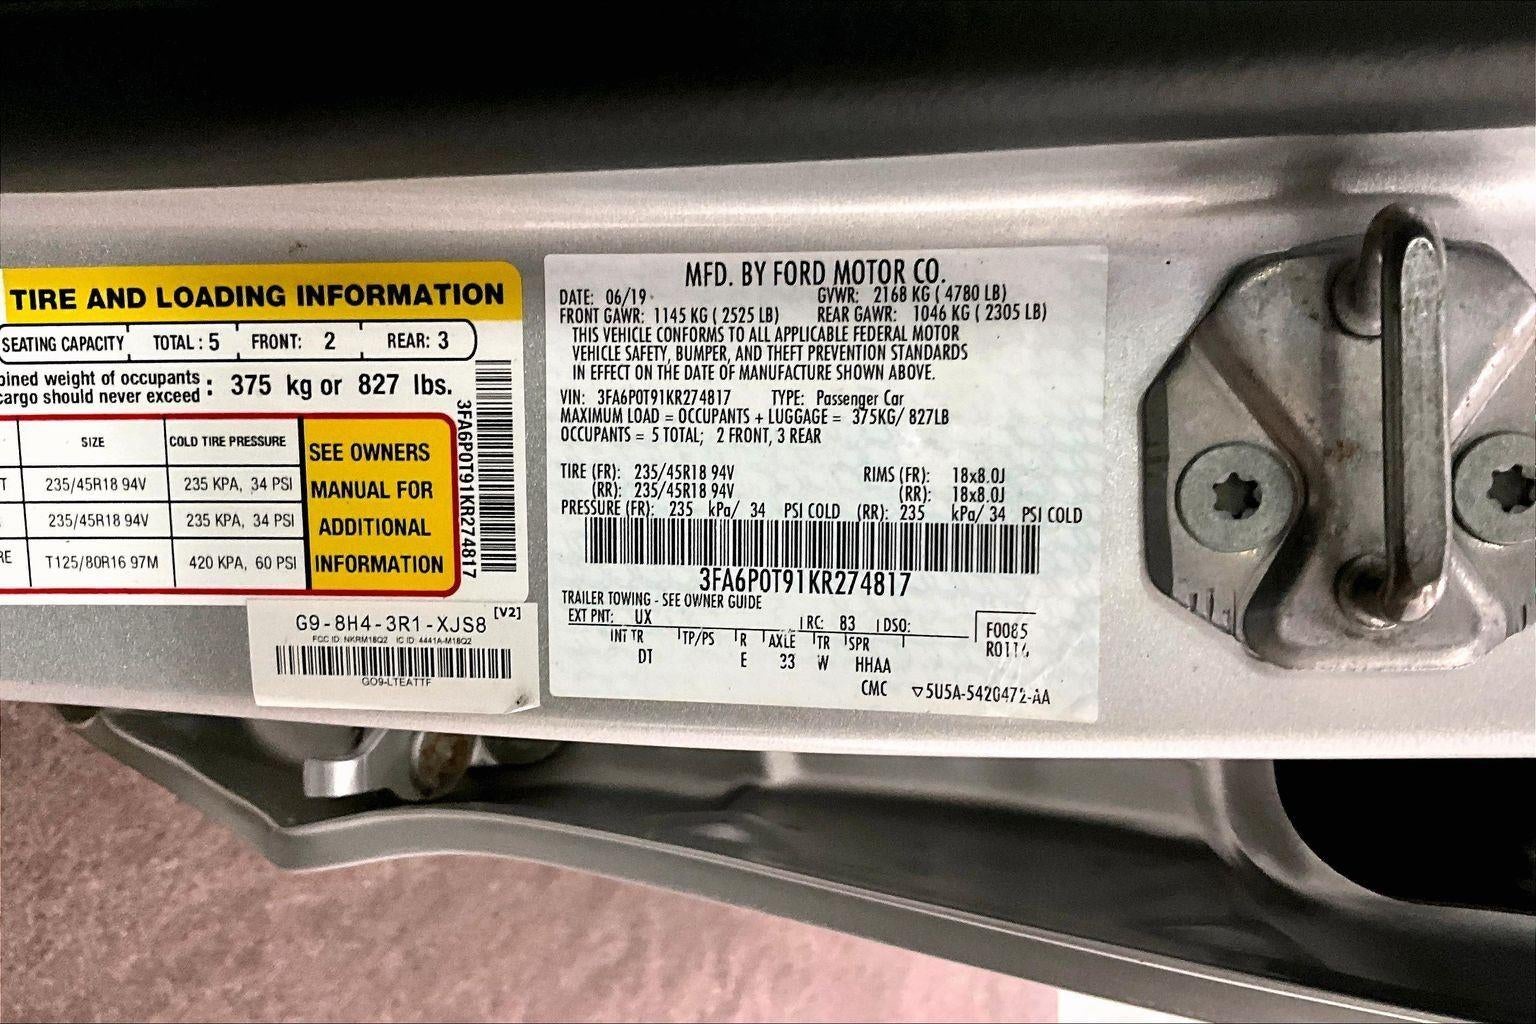 TIRE AND LOADING INFORMATION
SEATING CAPACITY TOTAL : 5 FRONT: 2 REAR: 3
of occupants
cargo should never exceed : 375 kg or 827 lbs.
SIZE COLD TIRE PRESSURE
235/45R18 94V 235 KPA, 34 PSI
235/45R18 94V 235 KPA, 34 PSI
T125/80R16 97M 420 KPA, 60 PSI
SEE OWNERS
MANUAL FOR
ADDITIONAL
INFORMATION
3FA6P0T91KR274817
G9-8H4-3R1-XJS8 [V2]
FCC ID: NKRM18Q2 IC ID: 4441A-M18Q2
GO9-LTEATTF
MFD. BY FORD MOTOR CO.
DATE: 06/19 GVWR: 2168 KG ( 4780 LB)
FRONT GAWR: 1145 KG ( 2525 LB) REAR GAWR: 1046 KG ( 2305 LB)
THIS VEHICLE CONFORMS TO ALL APPLICABLE FEDERAL MOTOR
VEHICLE SAFETY, BUMPER, AND THEFT PREVENTION STANDARDS
IN EFFECT ON THE DATE OF MANUFACTURE SHOWN ABOVE.
VIN: 3FA6P0T91KR274817 TYPE: Passenger Car
MAXIMUM LOAD = OCCUPANTS + LUGGAGE = 375KG/ 827LB
OCCUPANTS = 5 TOTAL; 2 FRONT, 3 REAR
TIRE (FR): 235/45R18 94V RIMS (FR): 18x8.0J
(RR): 235/45R18 94V (RR): 18x8.0J
PRESSURE (FR): 235 kPa/ 34 PSI COLD (RR): 235 kPa/ 34 PSI COLD
3FA6P0T91KR274817
TRAILER TOWING - SEE OWNER GUIDE
EXT PNT: UX RC: 83 DSO: F0085
INT TR TP/PS R AXLE TR SPR R0114
DT E 33 W HHAA
CMC ▽5U5A-5420472-AA